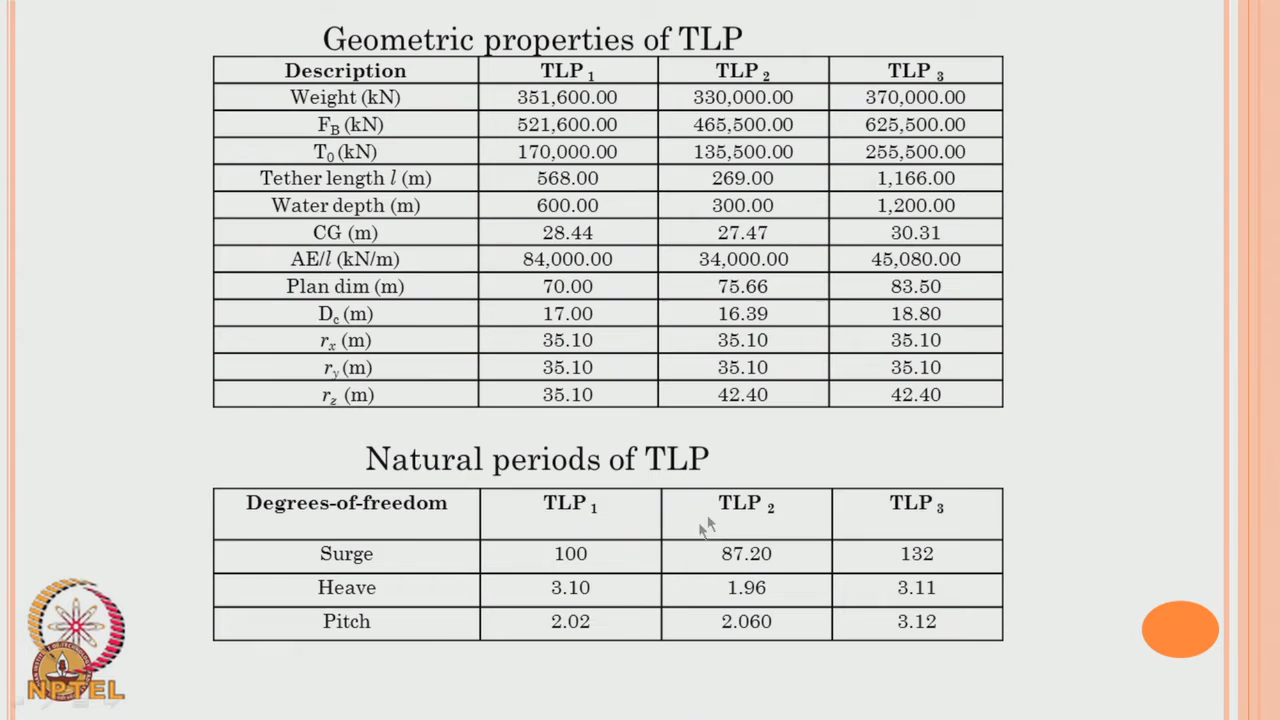 Geometric properties of TLP
Description TLP 1 TLP 2 TLP 3
Weight (kN) 351,600.00 330,000.00 370,000.00
FB (kN) 521,600.00 465,500.00 625,500.00
T0 (kN) 170,000.00 135,500.00 255,500.00
Tether length l (m) 568.00 269.00 1,166.00
Water depth (m) 600.00 300.00 1,200.00
CG (m) 28.44 27.47 30.31
AE/l (kN/m) 84,000.00 34,000.00 45,080.00
Plan dim (m) 70.00 75.66 83.50
Dc (m) 17.00 16.39 18.80
rx (m) 35.10 35.10 35.10
ry (m) 35.10 35.10 35.10
rz (m) 35.10 42.40 42.40
Natural periods of TLP
Degrees-of-freedom TLP 1 TLP 2 TLP 3
Surge 100 87.20 132
Heave 3.10 1.96 3.11
Pitch 2.02 2.060 3.12
NPTEL